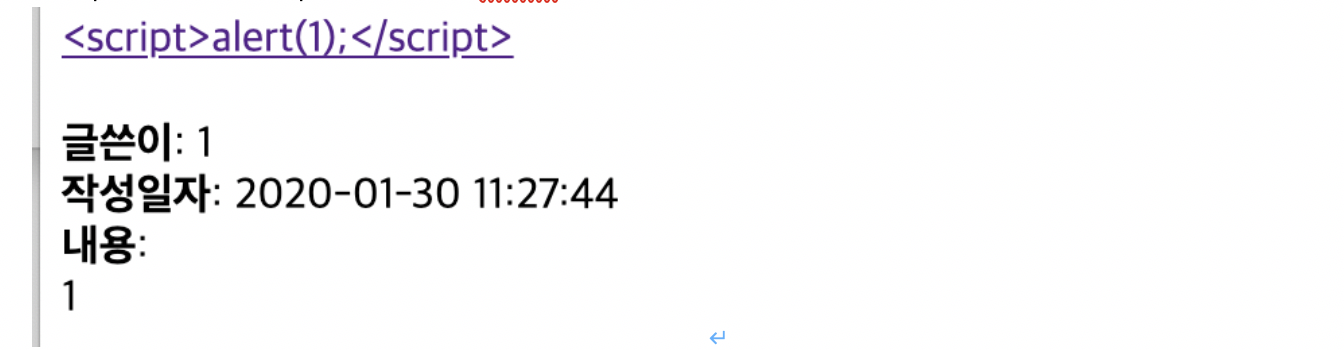 <script>alert(1);</script>
글쓴이: 1
작성일자: 2020-01-30 11:27:44
내용:
1